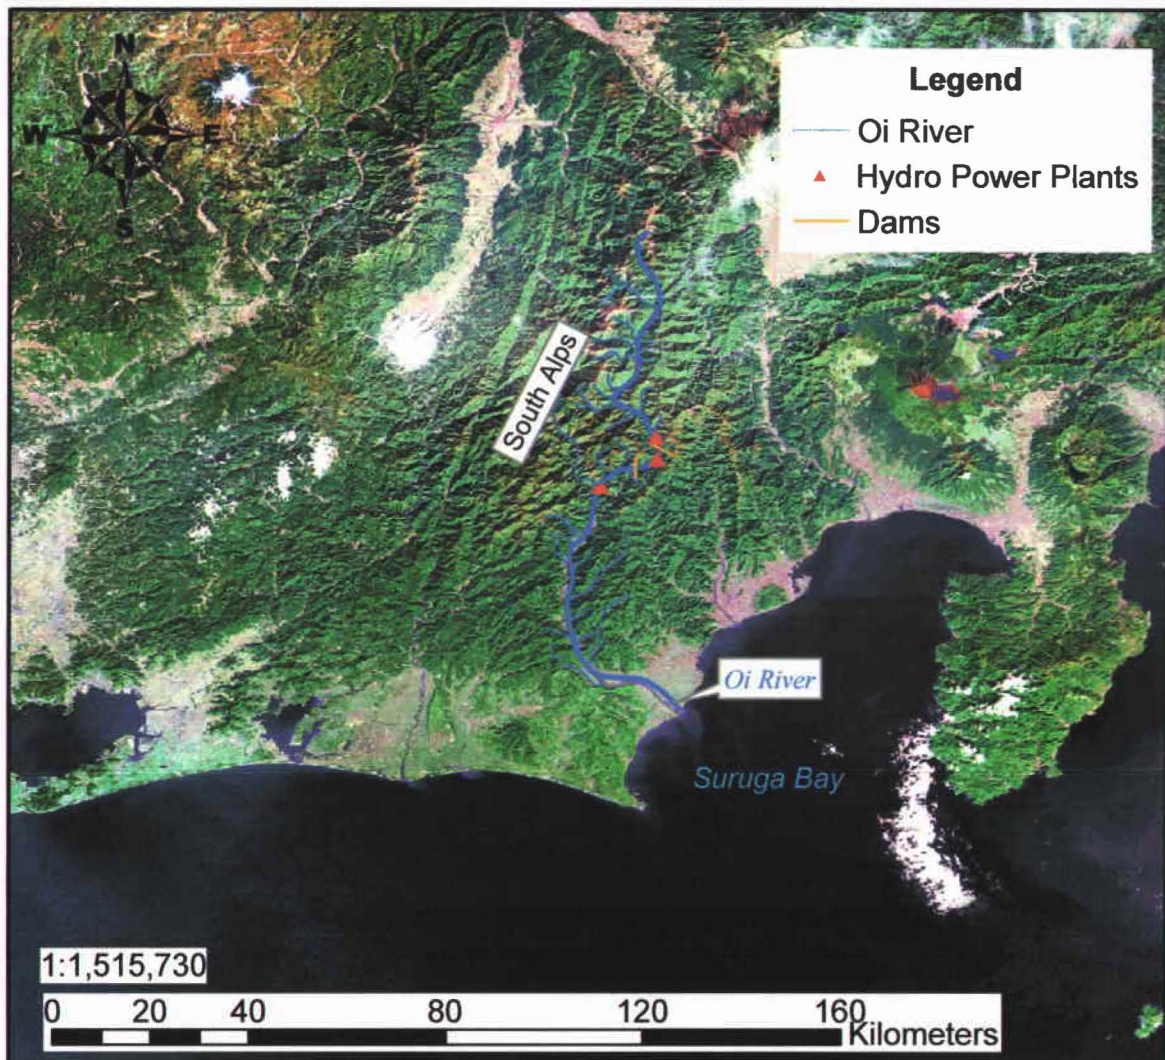 N
W E
S
Legend
Oi River
Hydro Power Plants
Dams
South Alps
Oi River
Suruga Bay
1:1,515,730
0 20 40 80 120 160
Kilometers